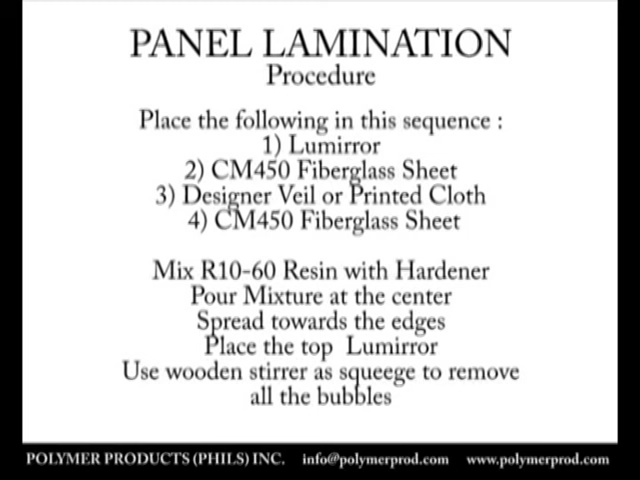 PANEL LAMINATION
Procedure
Place the following in this sequence :
1) Lumirror
2) CM450 Fiberglass Sheet
3) Designer Veil or Printed Cloth
4) CM450 Fiberglass Sheet
Mix R10-60 Resin with Hardener
Pour Mixture at the center
Spread towards the edges
Place the top Lumirror
Use wooden stirrer as squeege to remove
all the bubbles
POLYMER PRODUCTS (PHILS) INC. info@polymerprod.com www.polymerprod.com